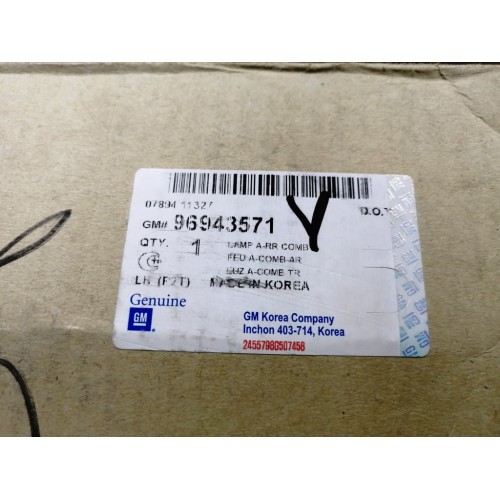 07894 11327
D.O.T
GM# 96943571
QTY. 1 LAMP A-RR COMB
FEU A-COMB AR
LUZ A-COMB TR
LH (F2T) MADE IN KOREA
Genuine
GM
GM Korea Company
Inchon 403-714, Korea
24557980507458
Y